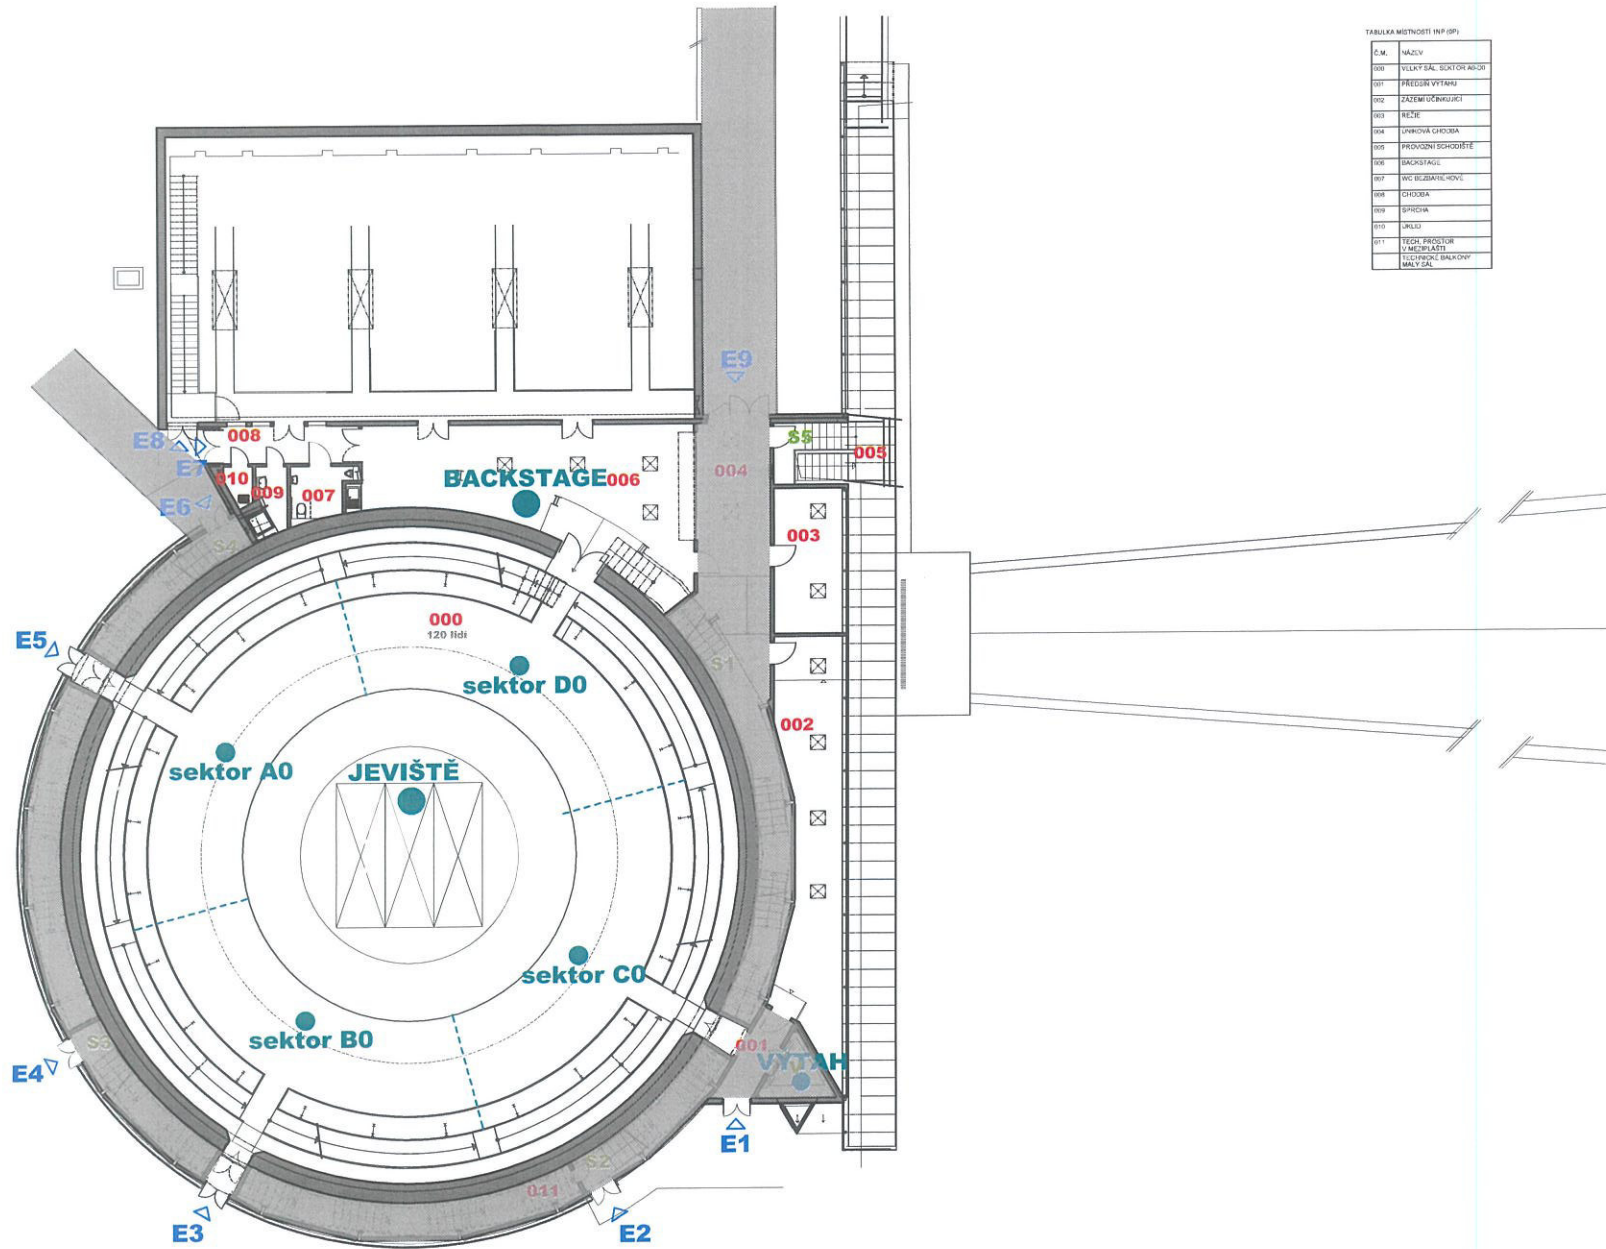 TABULKA MÍSTNOSTÍ 1NP (0P)
Č.M. NÁZEV
000 VELKÝ SÁL, SEKTOR A0-D0
001 PŘEDSÍŇ VÝTAHU
002 ZÁZEMÍ ÚČINKUJÍCÍ
003 REŽIE
004 ÚNIKOVÁ CHODBA
005 PROVOZNÍ SCHODIŠTĚ
006 BACKSTAGE
007 WC BEZBARIÉROVÉ
008 CHODBA
009 SPRCHA
010 ÚKLID
011 TECH. PROSTOR
V MEZIPLÁŠTI
TECHNICKÉ BALKONY
MALÝ SÁL
E9
E8
008
S5
005
E7
010
009
007
BACKSTAGE
006
004
E6
S4
003
000
120 lidí
E5
S1
sektor D0
002
sektor A0
JEVIŠTĚ
sektor C0
sektor B0
S3
001
VÝTAH
E4
E1
S2
011
E3
E2